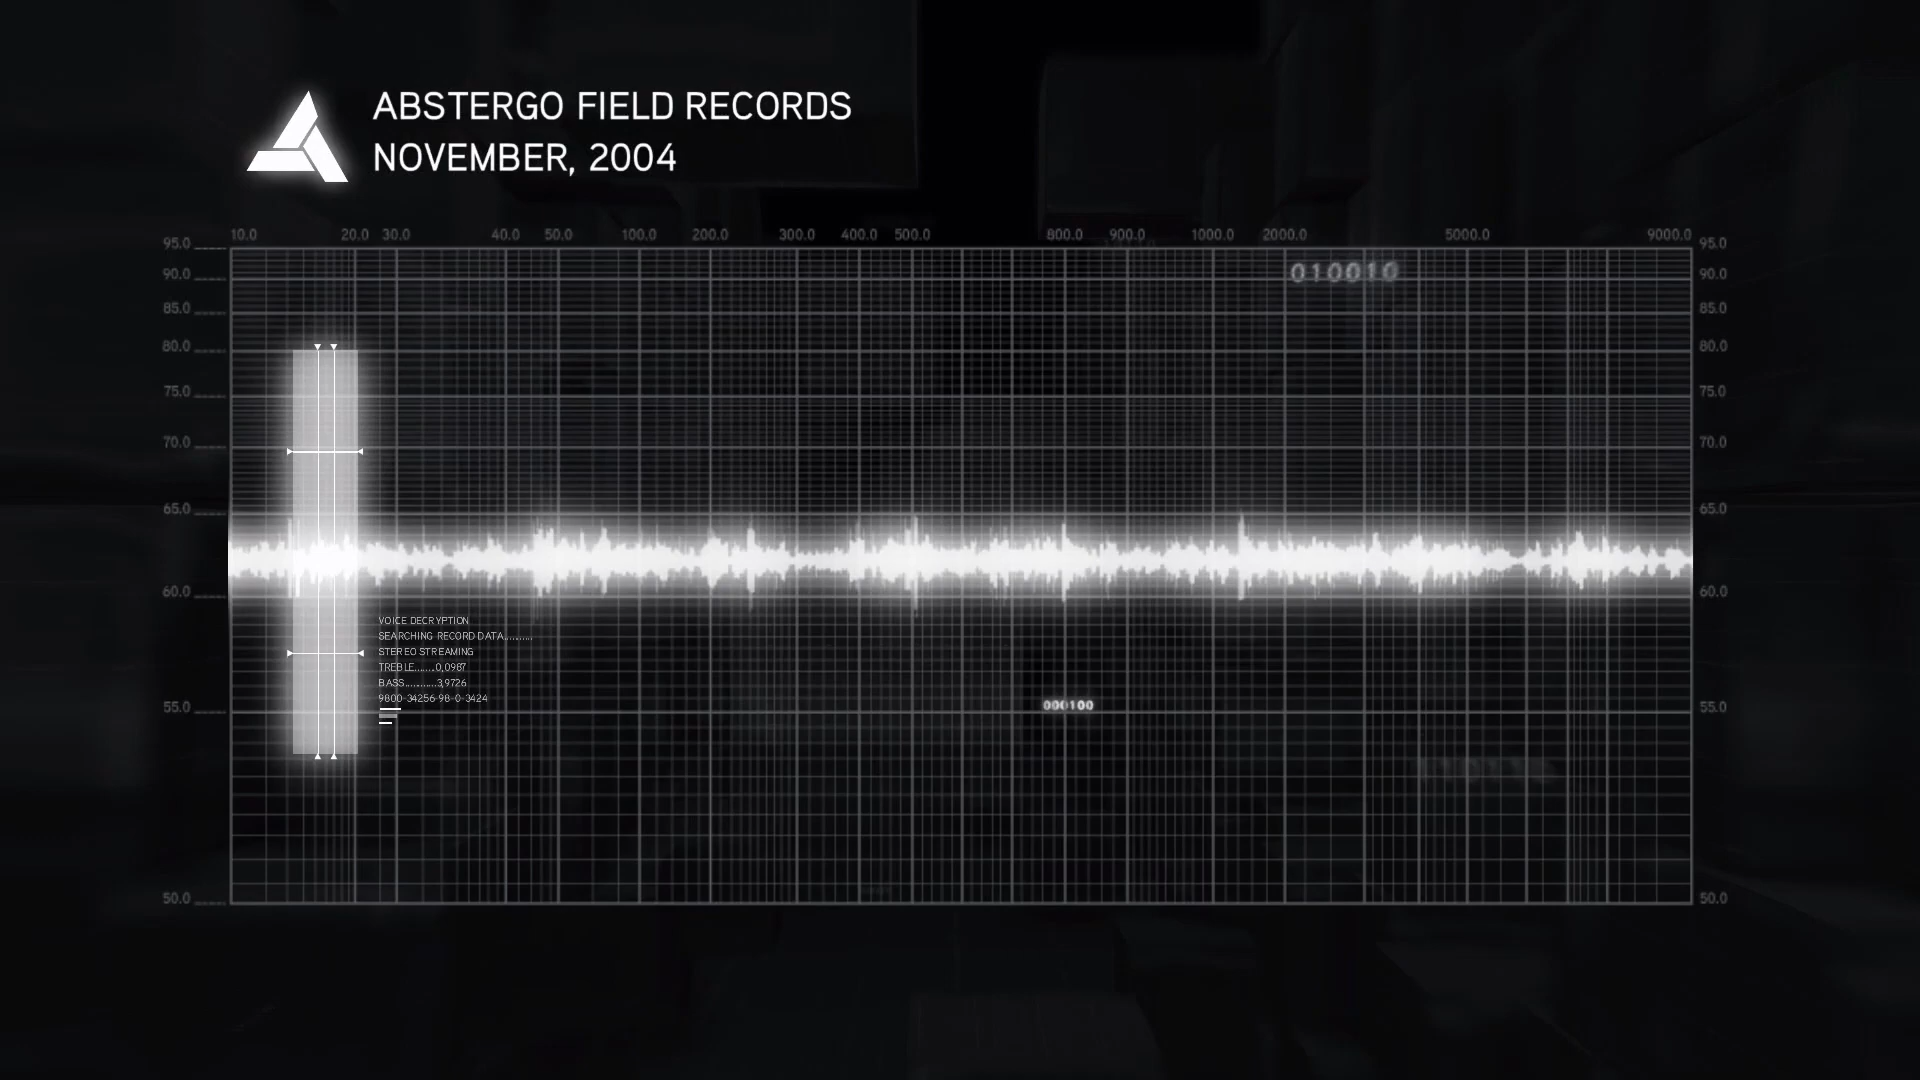 ABSTERGO FIELD RECORDS
NOVEMBER, 2004
10.0 20.0 30.0 40.0 50.0 100.0 200.0 300.0 400.0 500.0 800.0 900.0 1000.0 2000.0 5000.0 9000.0
95.0 95.0
90.0 010010 90.0
85.0 85.0
80.0 80.0
75.0 75.0
70.0 70.0
65.0 65.0
60.0 60.0
VOICE DECRYPTION
SEARCHING RECORD DATA..........
STEREO STREAMING
TREBLE.......0,0987
BASS...........3,9726
9800-34256-98-0-3424
55.0 000100 55.0
50.0 50.0